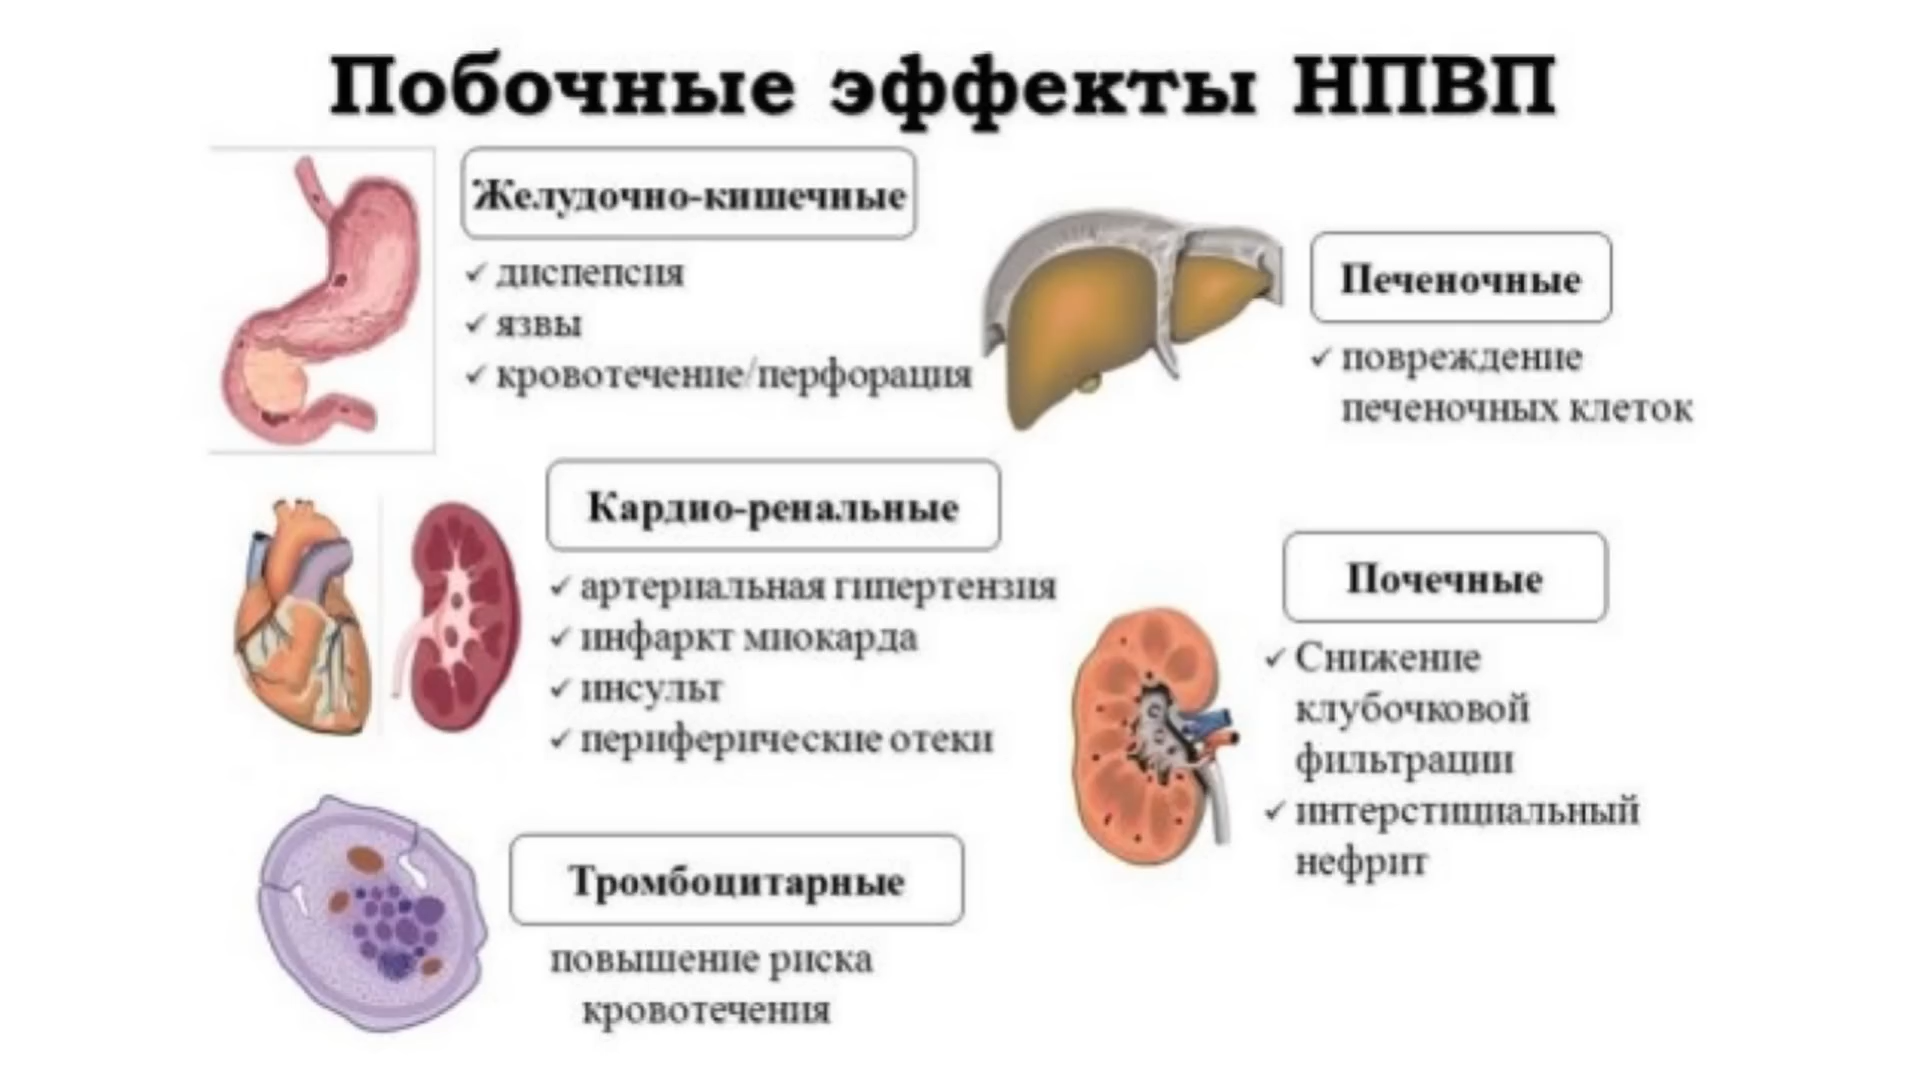 Побочные эффекты НПВП
Желудочно-кишечные
✓ диспепсия
✓ язвы
✓ кровотечение/перфорация
Печеночные
✓ повреждение
печеночных клеток
Кардио-ренальные
✓ артериальная гипертензия
✓ инфаркт миокарда
✓ инсульт
✓ периферические отеки
Почечные
✓ Снижение
клубочковой
фильтрации
✓ интерстициальный
нефрит
Тромбоцитарные
повышение риска
кровотечения